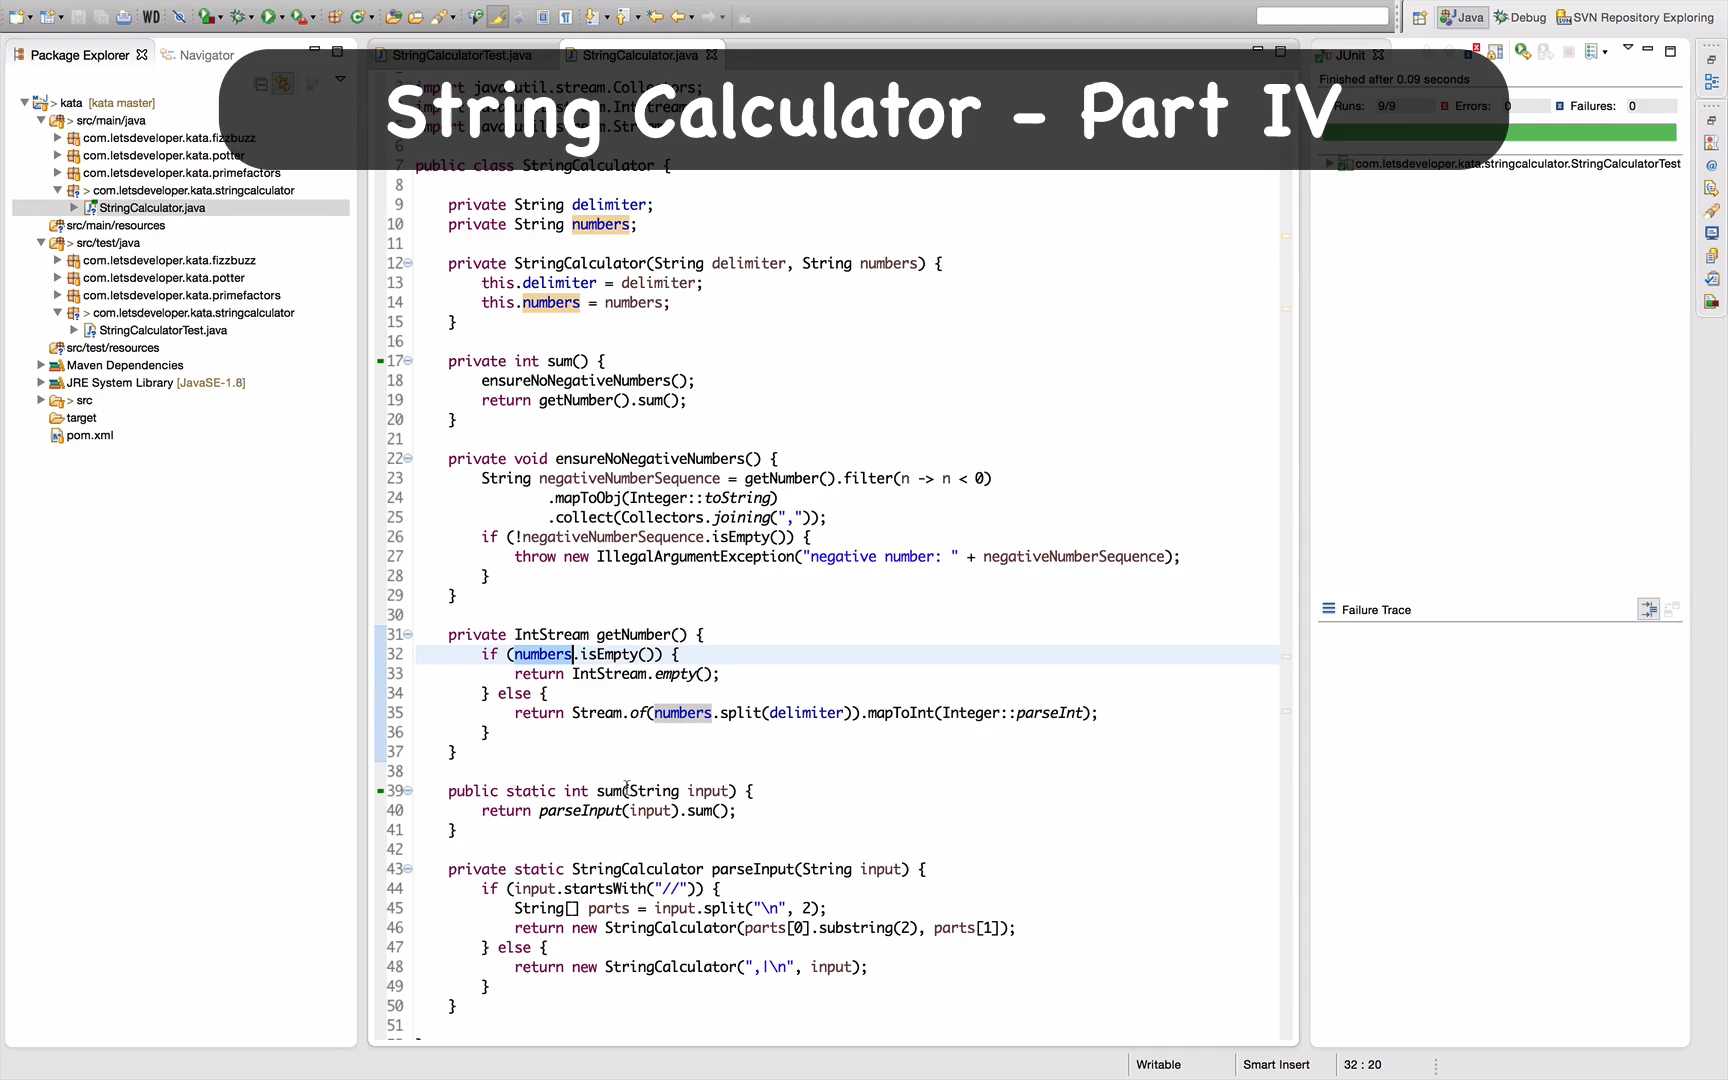 WD
Java
Debug
SVN Repository Exploring
Package Explorer
Navigator
StringCalculatorTest.java
StringCalculator.java
JUnit
String Calculator - Part IV
Finished after 0.09 seconds
Runs: 9/9
Errors: 0
Failures: 0
com.letsdeveloper.kata.stringcalculator.StringCalculatorTest
Failure Trace
> kata [kata master]
> src/main/java
com.letsdeveloper.kata.fizzbuzz
com.letsdeveloper.kata.potter
com.letsdeveloper.kata.primefactors
> com.letsdeveloper.kata.stringcalculator
StringCalculator.java
src/main/resources
> src/test/java
com.letsdeveloper.kata.fizzbuzz
com.letsdeveloper.kata.potter
com.letsdeveloper.kata.primefactors
> com.letsdeveloper.kata.stringcalculator
StringCalculatorTest.java
src/test/resources
Maven Dependencies
JRE System Library [JavaSE-1.8]
> src
target
pom.xml
import java.util.stream.Collectors;
6
7 public class StringCalculator {
8
9 private String delimiter;
10 private String numbers;
11
12 private StringCalculator(String delimiter, String numbers) {
13 this.delimiter = delimiter;
14 this.numbers = numbers;
15 }
16
17 private int sum() {
18 ensureNoNegativeNumbers();
19 return getNumber().sum();
20 }
21
22 private void ensureNoNegativeNumbers() {
23 String negativeNumberSequence = getNumber().filter(n -> n < 0)
24 .mapToObj(Integer::toString)
25 .collect(Collectors.joining(","));
26 if (!negativeNumberSequence.isEmpty()) {
27 throw new IllegalArgumentException("negative number: " + negativeNumberSequence);
28 }
29 }
30
31 private IntStream getNumber() {
32 if (numbers.isEmpty()) {
33 return IntStream.empty();
34 } else {
35 return Stream.of(numbers.split(delimiter)).mapToInt(Integer::parseInt);
36 }
37 }
38
39 public static int sum(String input) {
40 return parseInput(input).sum();
41 }
42
43 private static StringCalculator parseInput(String input) {
44 if (input.startsWith("//")) {
45 String[] parts = input.split("\n", 2);
46 return new StringCalculator(parts[0].substring(2), parts[1]);
47 } else {
48 return new StringCalculator(",|\n", input);
49 }
50 }
51
Writable
Smart Insert
32 : 20